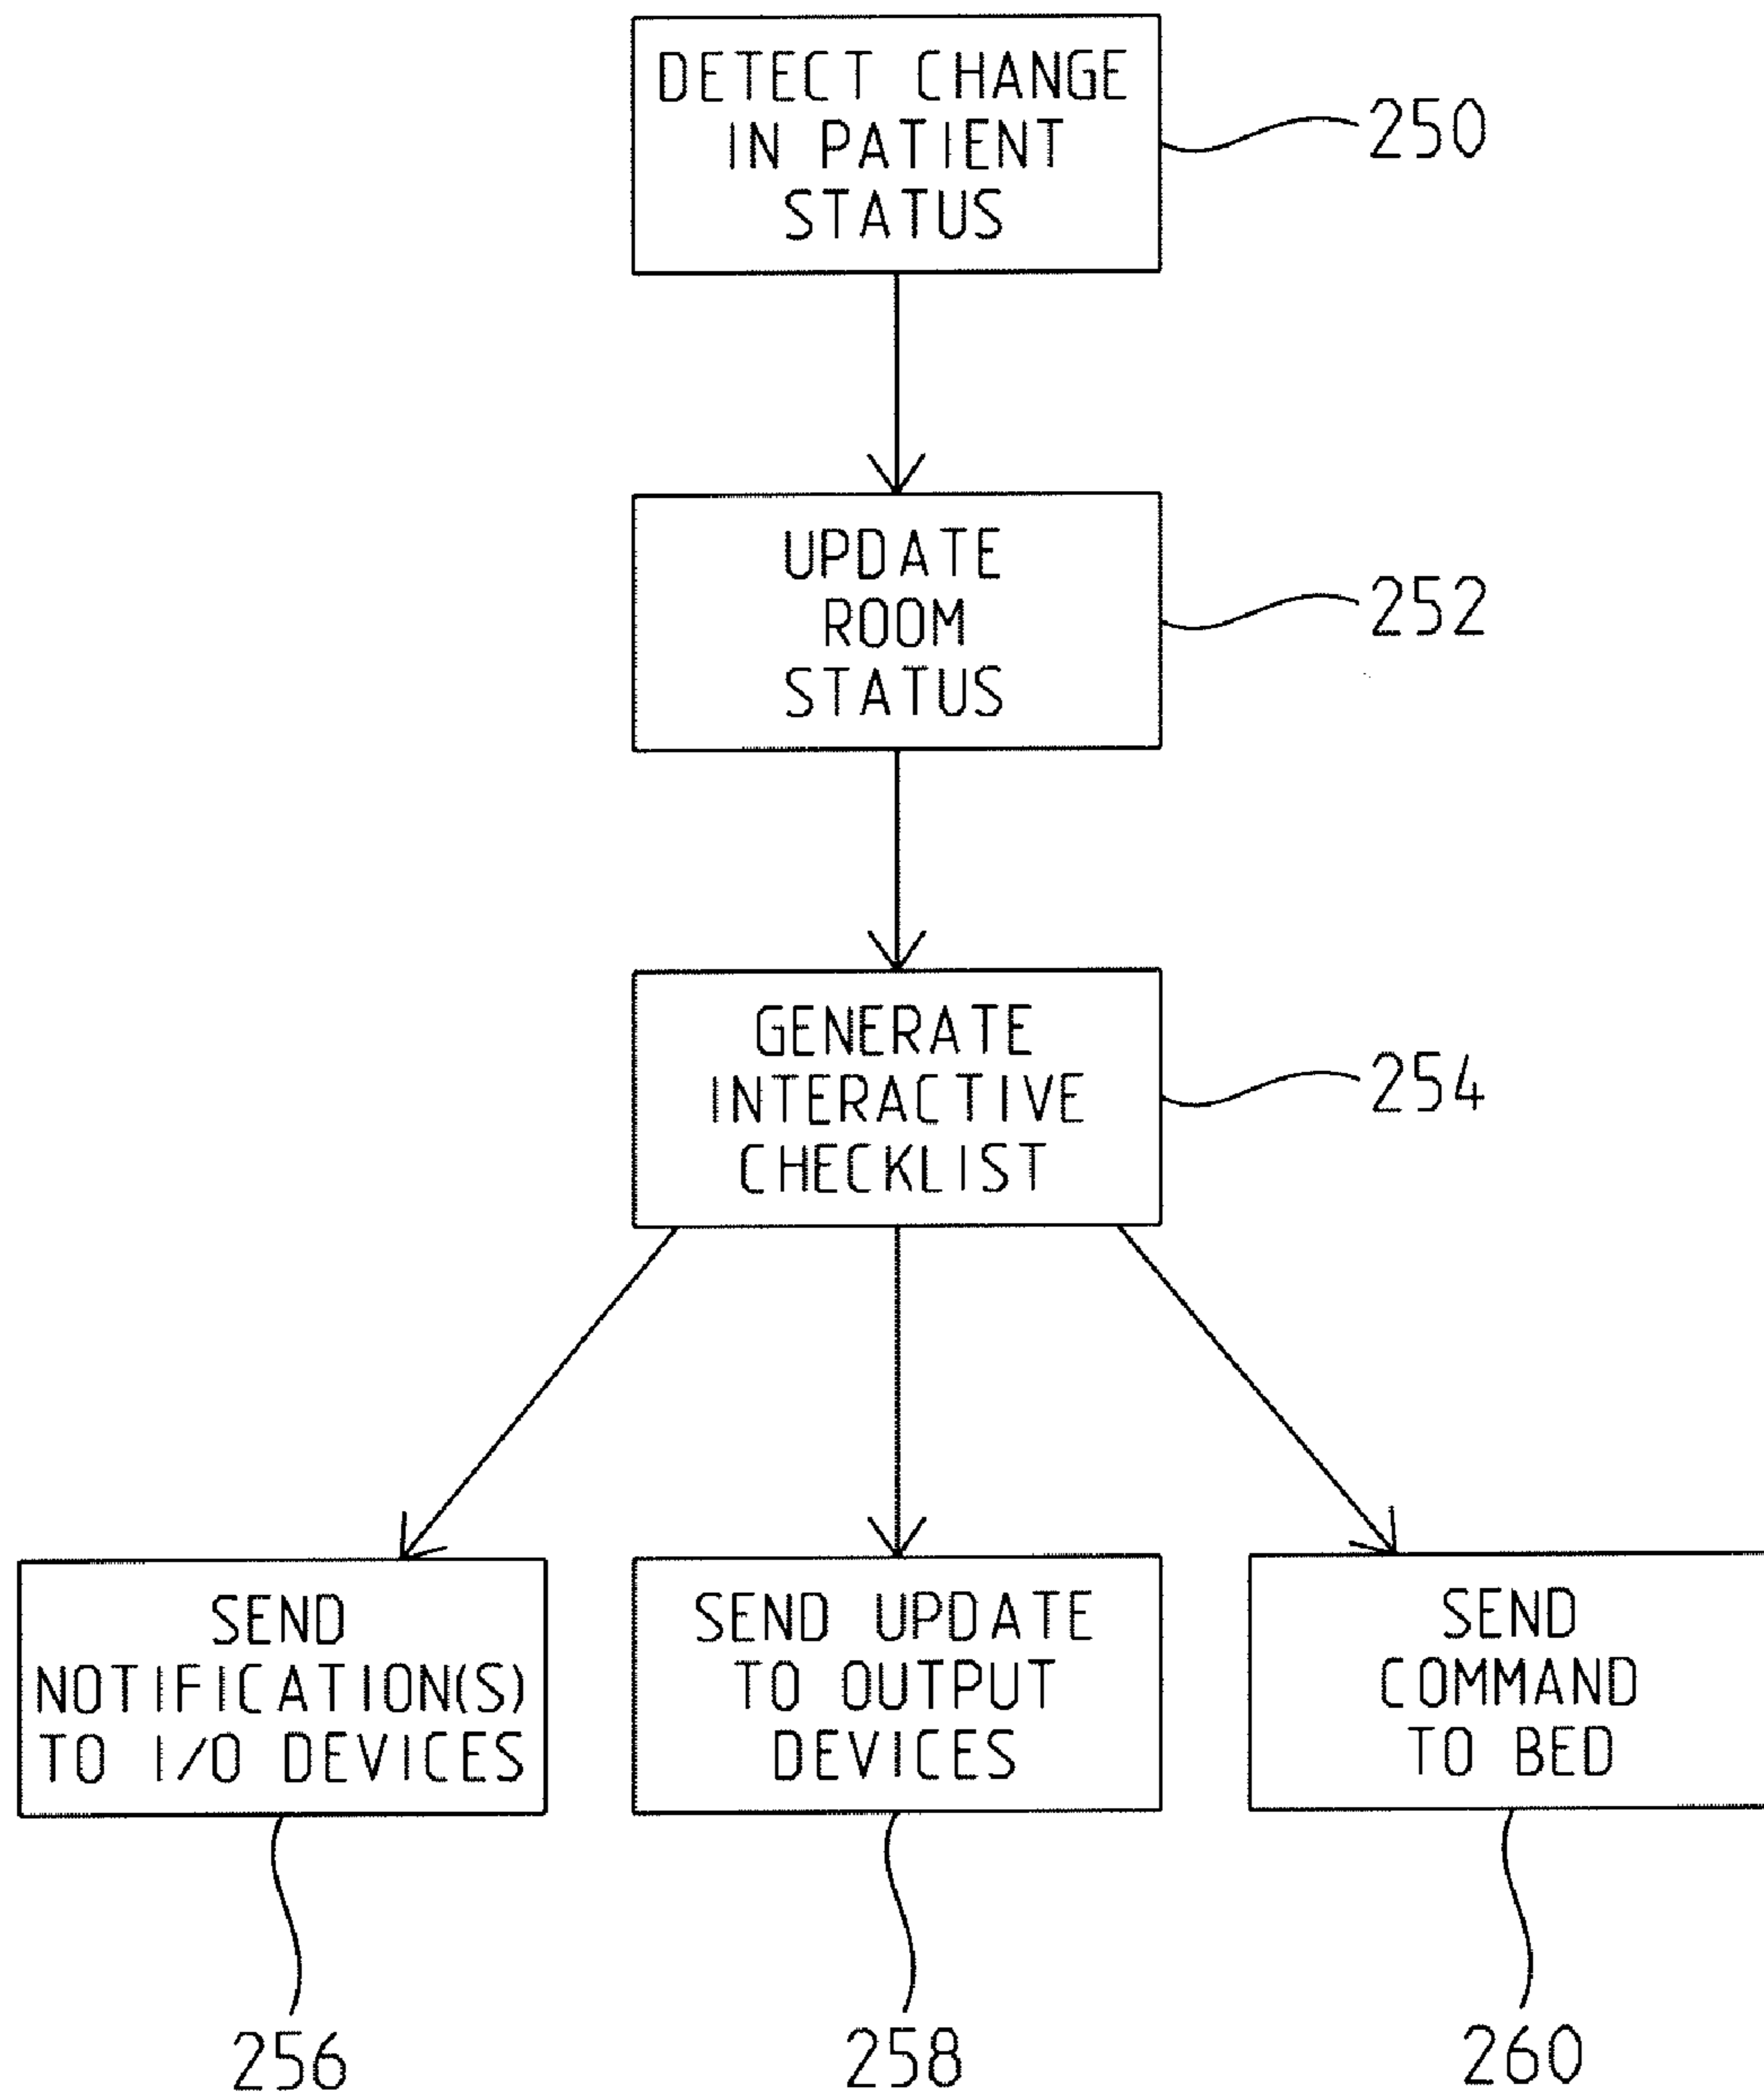 DETECT CHANGE
IN PATIENT
STATUS
250
UPDATE
ROOM
STATUS
252
GENERATE
INTERACTIVE
CHECKLIST
254
SEND
NOTIFICATION(S)
TO I/O DEVICES
SEND UPDATE
TO OUTPUT
DEVICES
SEND
COMMAND
TO BED
256
258
260